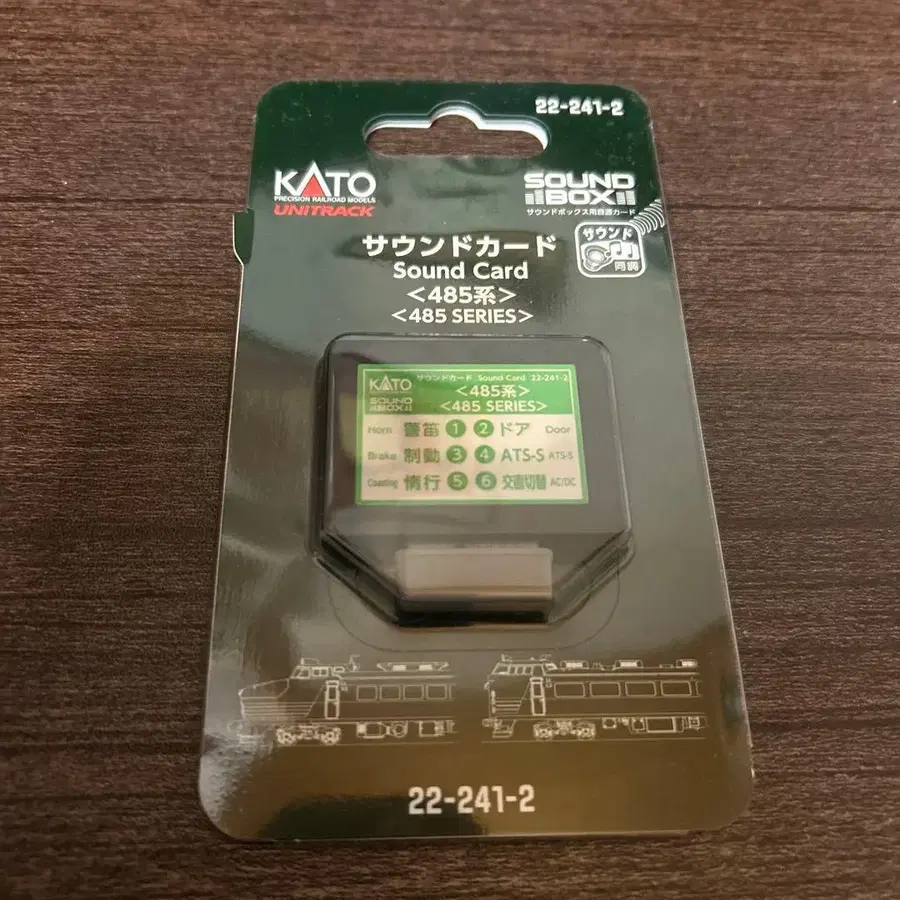 22-241-2
KATO
PRECISION RAILROAD MODELS
UNITRACK
SOUND
BOX
サウンドボックス用音源カード
サウンド
同調
サウンドカード
Sound Card
<485系>
<485 SERIES>
KATO サウンドカード Sound Card 22-241-2
SOUND
BOX
<485系>
<485 SERIES>
Horn 警笛 1 2 ドア Door
Brake 制動 3 4 ATS-S ATS-S
Coasting 惰行 5 6 交直切替 AC/DC
22-241-2